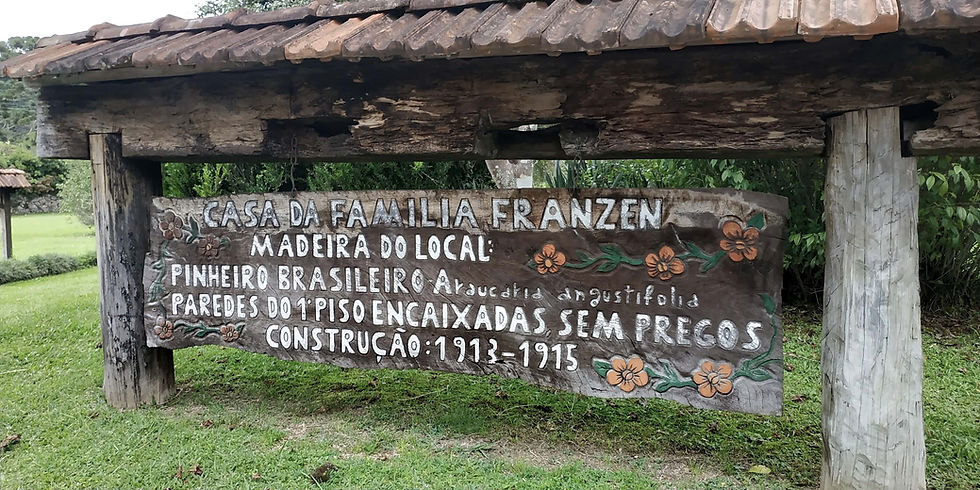 CASA DA FAMILIA FRANZEN
MADEIRA DO LOCAL:
PINHEIRO BRASILEIRO-Araucaria angustifolia
PAREDES DO 1º PISO ENCAIXADAS SEM PREGOS
CONSTRUÇÃO: 1913-1915